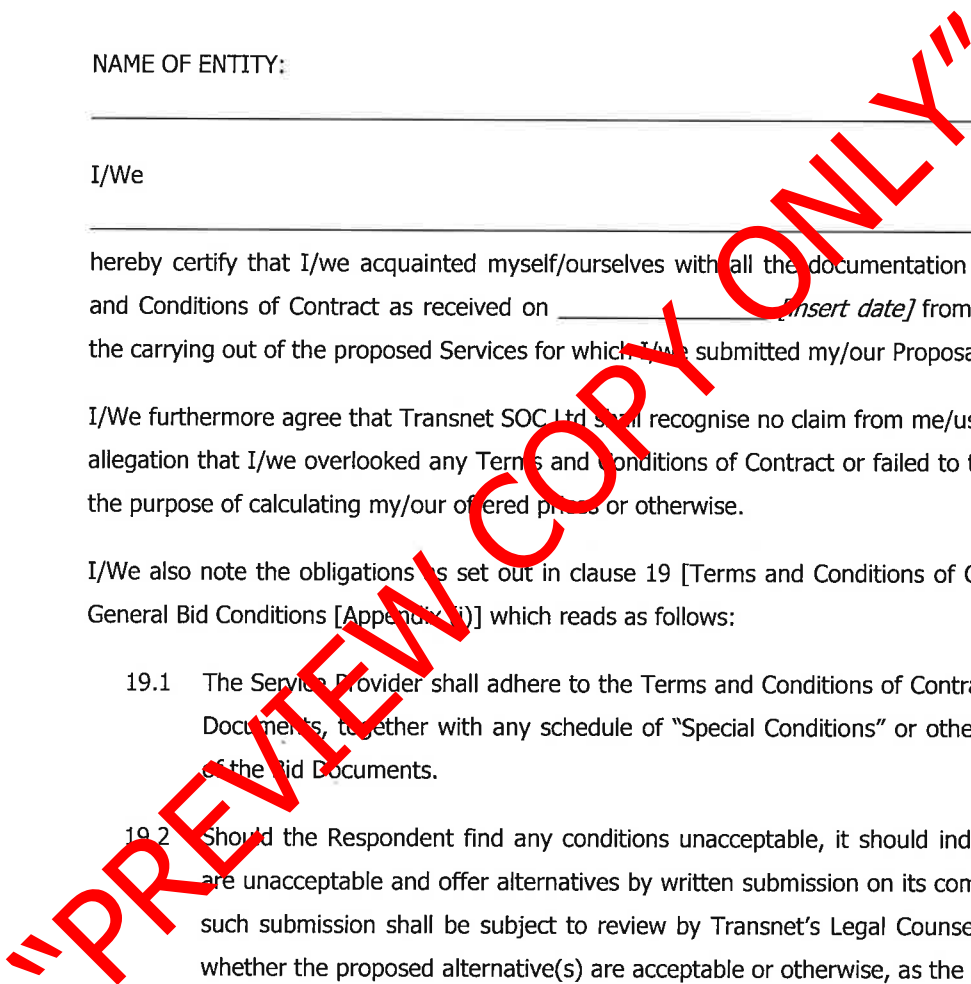 NAME OF ENTITY:
I/We
hereby certify that I/we acquainted myself/ourselves with all the documentation
and Conditions of Contract as received on ____________________ [insert date] from
the carrying out of the proposed Services for which I/we submitted my/our Proposa
I/We furthermore agree that Transnet SOC Ltd shall recognise no claim from me/us
allegation that I/we overlooked any Terms and Conditions of Contract or failed to t
the purpose of calculating my/our offered prices or otherwise.
I/We also note the obligations as set out in clause 19 [Terms and Conditions of C
General Bid Conditions [Appendix (i)] which reads as follows:
19.1 The Service Provider shall adhere to the Terms and Conditions of Contra
Documents, together with any schedule of “Special Conditions” or othe
of the Bid Documents.
19.2 Should the Respondent find any conditions unacceptable, it should ind
are unacceptable and offer alternatives by written submission on its com
such submission shall be subject to review by Transnet’s Legal Counse
whether the proposed alternative(s) are acceptable or otherwise, as the
“PREVIEW COPY ONLY”